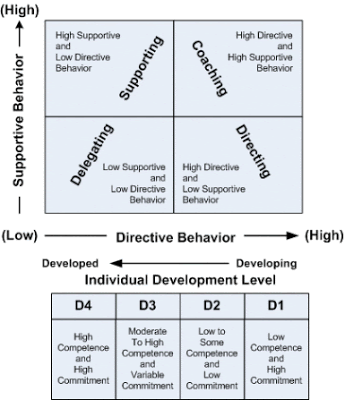 (High)
Supportive Behavior
High Supportive
and
Low Directive
Behavior
Supporting
Coaching
High Directive
and
High Supportive
Behavior
Delegating
Low Supportive
and
Low Directive
Behavior
Directing
High Directive
and
Low Supportive
Behavior
(Low)
Directive Behavior
(High)
Developed
Developing
Individual Development Level
D4
D3
D2
D1
High
Competence
and
High
Commitment
Moderate
To High
Competence
and
Variable
Commitment
Low to
Some
Competence
and
Low
Commitment
Low
Competence
and
High
Commitment